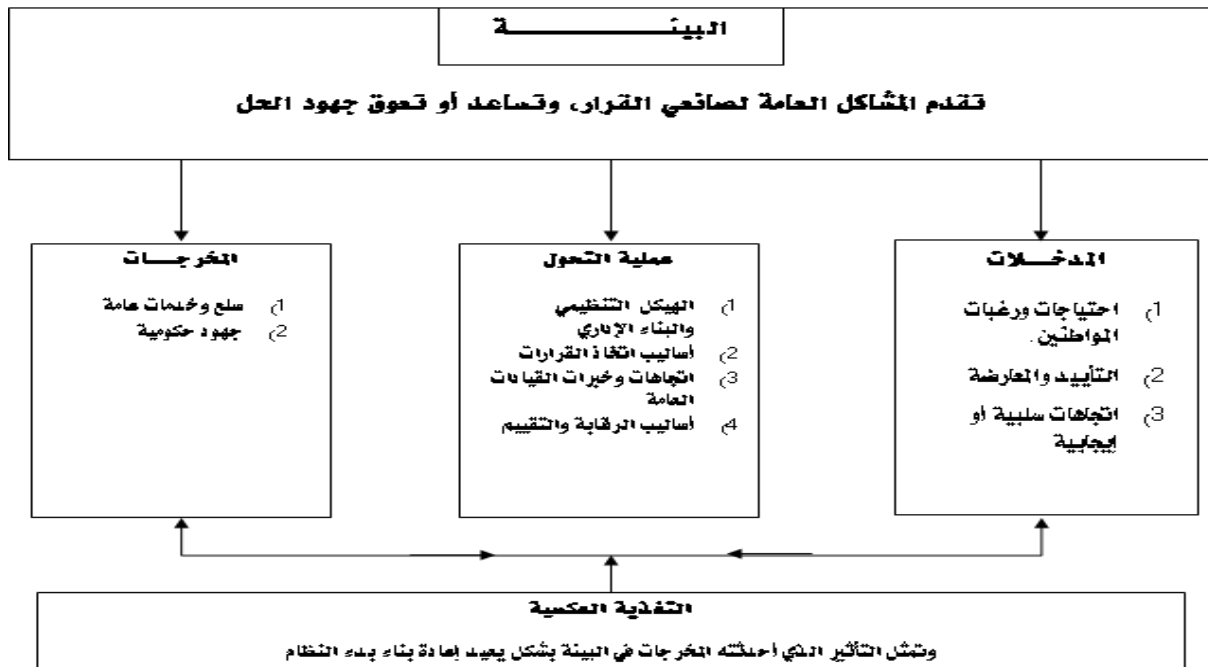 البيئـــــــــــة
تقدم المشاكل العامة لصانعي القرار، وتساعد أو تعوق جهود الحل
المدخـــلات
1) احتياجات ورغبات
المواطنين .
2) التأييد والمعارضة
3) اتجاهات سلبية أو
إيجابية
عملية التحول
1) الهيكل التنظيمي
والبناء الإداري
2) أساليب اتخاذ القرارات
3) اتجاهات وخبرات القيادات
العامة
4) أساليب الرقابة والتقييم
المخرجـــات
1) سلع وخدمات عامة
2) جهود حكومية
التغذية العكسية
وتمثل التأثير الذي أحدثته المخرجات في البيئة بشكل يعيد إعادة بناء بدء النظام